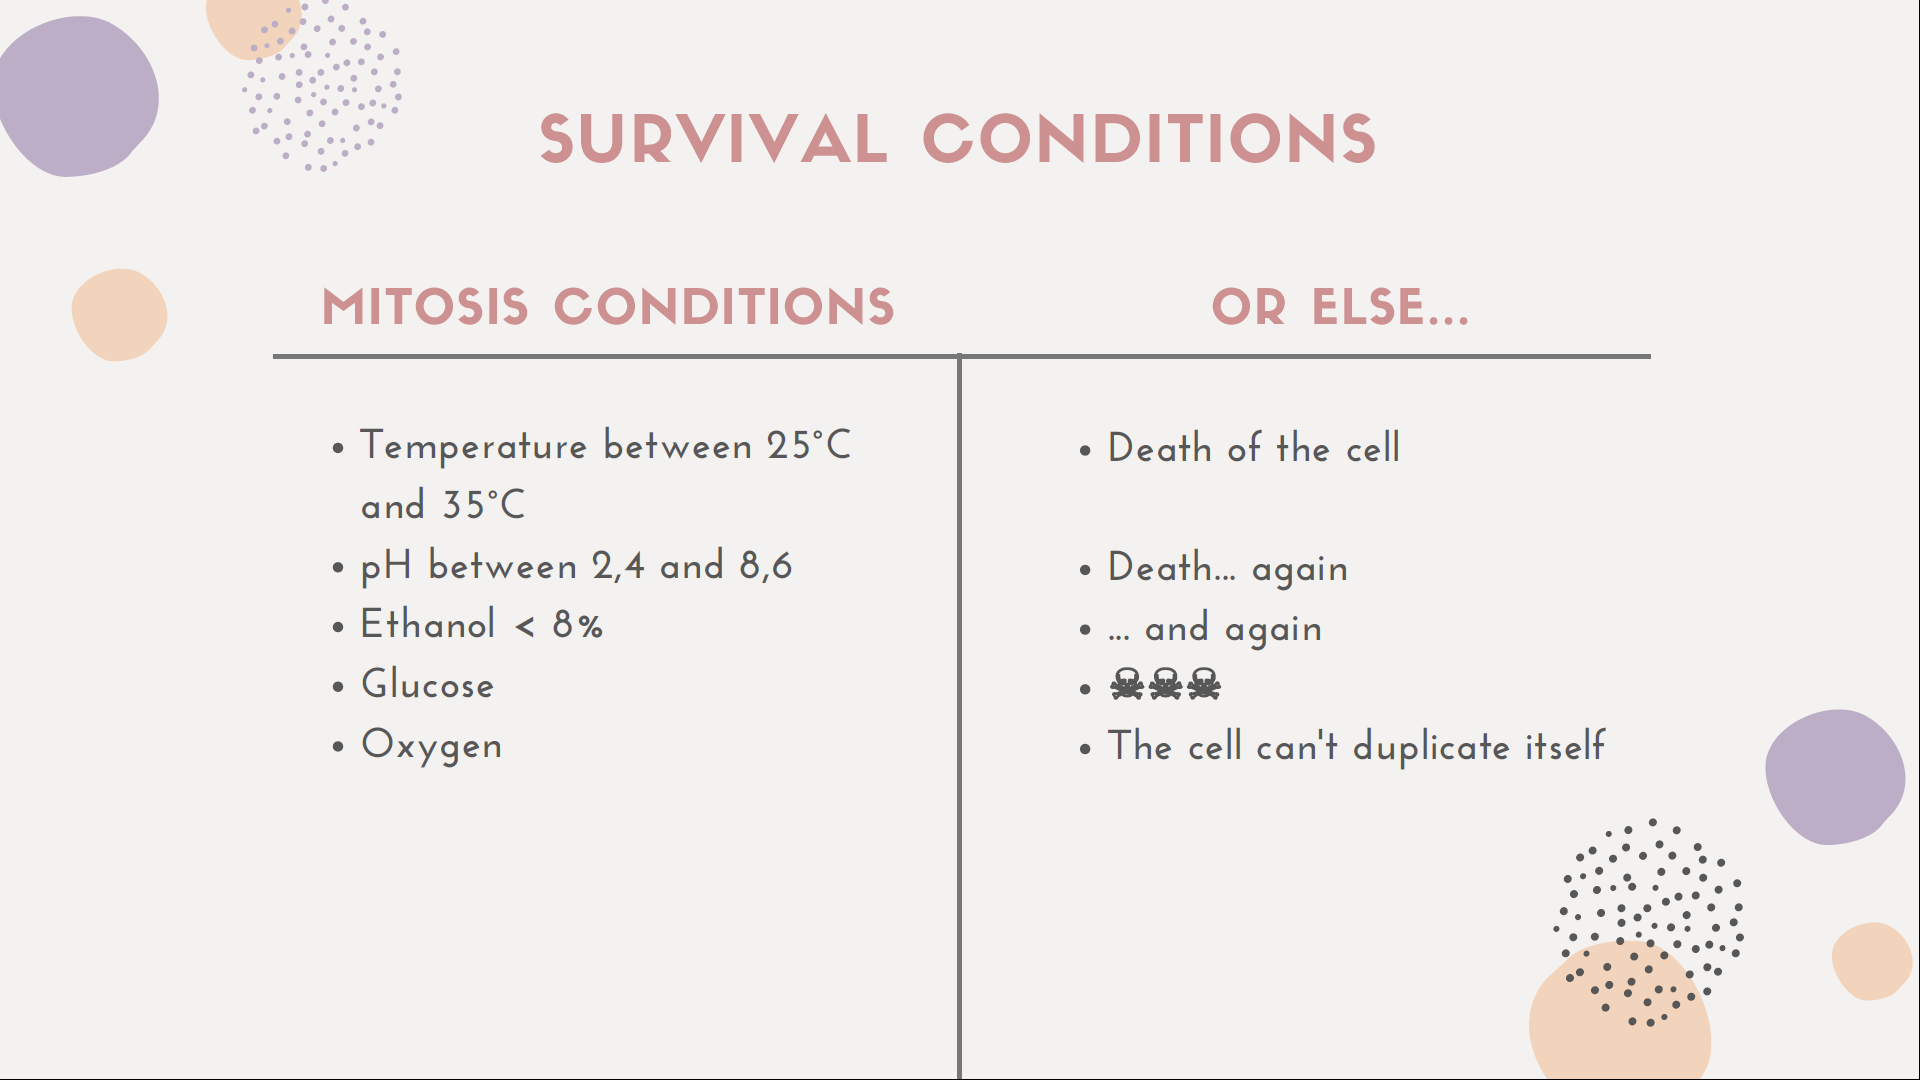 SURVIVAL CONDITIONS
MITOSIS CONDITIONS
• Temperature between 25°C
and 35°C
• pH between 2,4 and 8,6
• Ethanol < 8%
• Glucose
• Oxygen
OR ELSE...
• Death of the cell
• Death... again
• ... and again
• ☠☠☠
• The cell can't duplicate itself